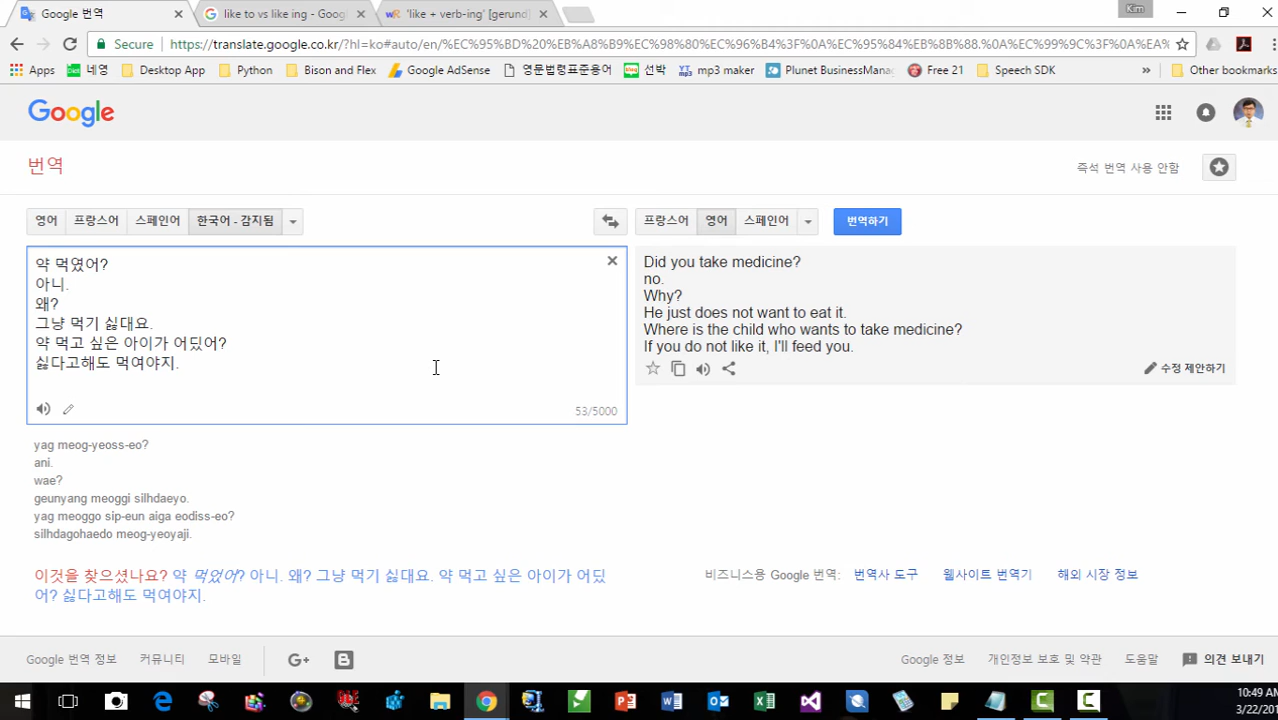 Google 번역
like to vs like ing - Goog
'like + verb-ing' [gerund]
Kim
Secure
https://translate.google.co.kr/?hl=ko#auto/en/%EC%95%BD%20%EB%A8%B9%EC%98%80%EC%96%B4%3F%0A%EC%95%84%EB%8B%88.%0A%EC%99%9C%3F%0A%EA%
Apps
네영
Desktop App
Python
Bison and Flex
Google AdSense
영문법령표준용어
선박
mp3 maker
Plunet BusinessMana
Free 21
Speech SDK
»
Other bookmarks
Google
번역
즉석 번역 사용 안함
영어 프랑스어 스페인어 한국어 - 감지됨
프랑스어 영어 스페인어
번역하기
약 먹였어?
아니.
왜?
그냥 먹기 싫대요.
약 먹고 싶은 아이가 어딨어?
싫다고해도 먹여야지.
53/5000
Did you take medicine?
no.
Why?
He just does not want to eat it.
Where is the child who wants to take medicine?
If you do not like it, I'll feed you.
수정 제안하기
yag meog-yeoss-eo?
ani.
wae?
geunyang meoggi silhdaeyo.
yag meoggo sip-eun aiga eodiss-eo?
silhdagohaedo meog-yeoyaji.
이것을 찾으셨나요? 약 먹었어? 아니. 왜? 그냥 먹기 싫대요. 약 먹고 싶은 아이가 어딨
어? 싫다고해도 먹여야지.
비즈니스용 Google 번역: 번역사 도구 웹사이트 번역기 해외 시장 정보
Google 번역 정보 커뮤니티 모바일
Google 정보 개인정보 보호 및 약관 도움말 의견 보내기
10:49 AM
3/22/201